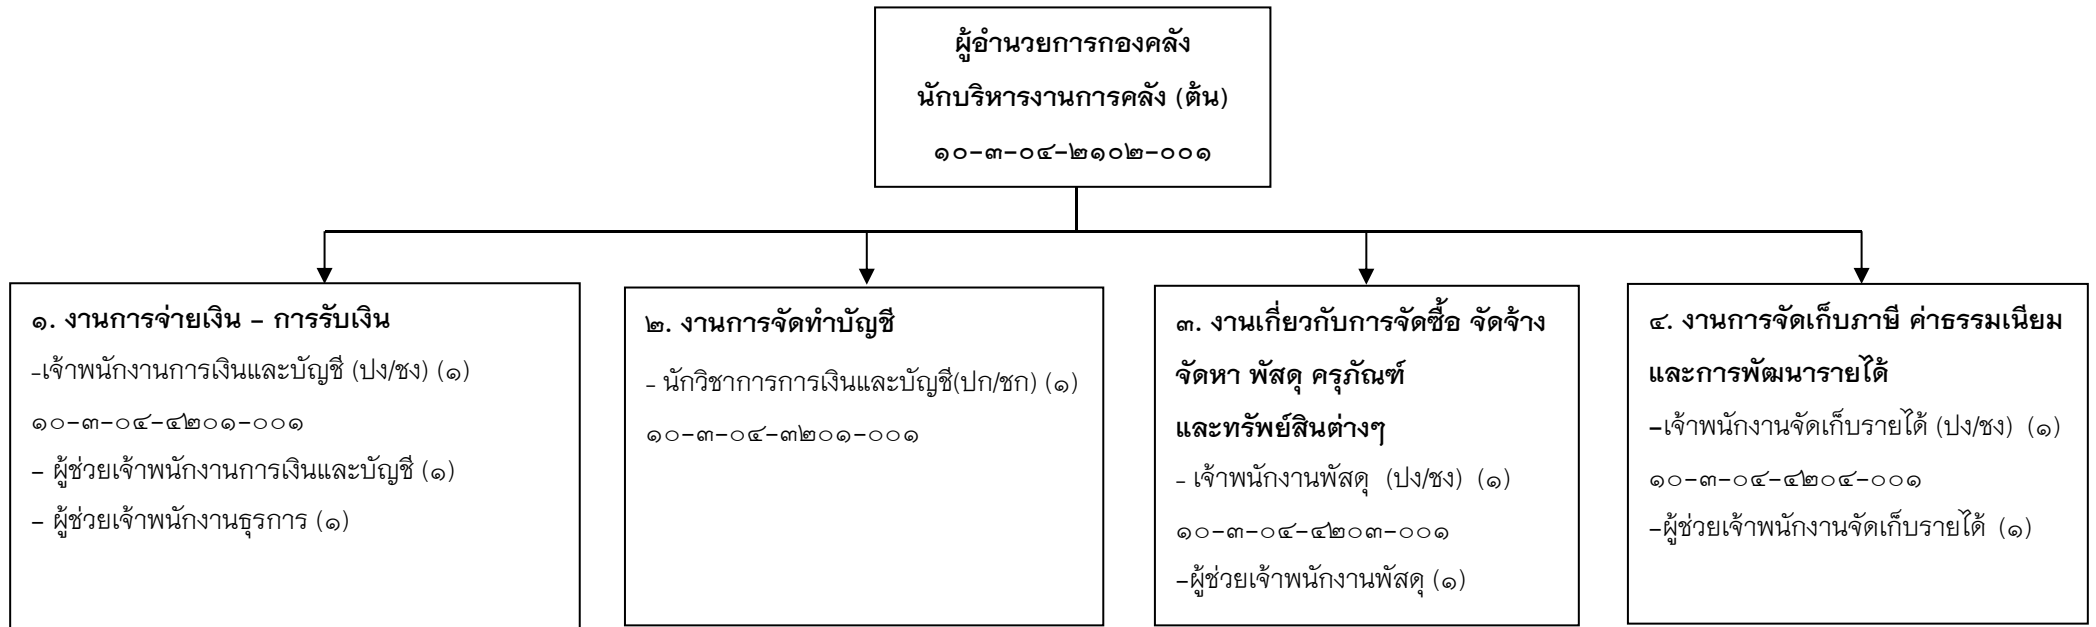 ผู้อำนวยการกองคลัง
นักบริหารงานการคลัง (ต้น)
๑๐-๓-๐๔-๒๑๐๒-๐๐๑
๑. งานการจ่ายเงิน – การรับเงิน
-เจ้าพนักงานการเงินและบัญชี (ปง/ชง) (๑)
๑๐-๓-๐๔-๔๒๐๑-๐๐๑
- ผู้ช่วยเจ้าพนักงานการเงินและบัญชี (๑)
- ผู้ช่วยเจ้าพนักงานธุรการ (๑)
๒. งานการจัดทำบัญชี
- นักวิชาการการเงินและบัญชี(ปก/ชก) (๑)
๑๐-๓-๐๔-๓๒๐๑-๐๐๑
๓. งานเกี่ยวกับการจัดซื้อ จัดจ้าง
จัดหา พัสดุ ครุภัณฑ์
และทรัพย์สินต่างๆ
- เจ้าพนักงานพัสดุ (ปง/ชง) (๑)
๑๐-๓-๐๔-๔๒๐๓-๐๐๑
-ผู้ช่วยเจ้าพนักงานพัสดุ (๑)
๔. งานการจัดเก็บภาษี ค่าธรรมเนียม
และการพัฒนารายได้
-เจ้าพนักงานจัดเก็บรายได้ (ปง/ชง) (๑)
๑๐-๓-๐๔-๔๒๐๔-๐๐๑
-ผู้ช่วยเจ้าพนักงานจัดเก็บรายได้ (๑)